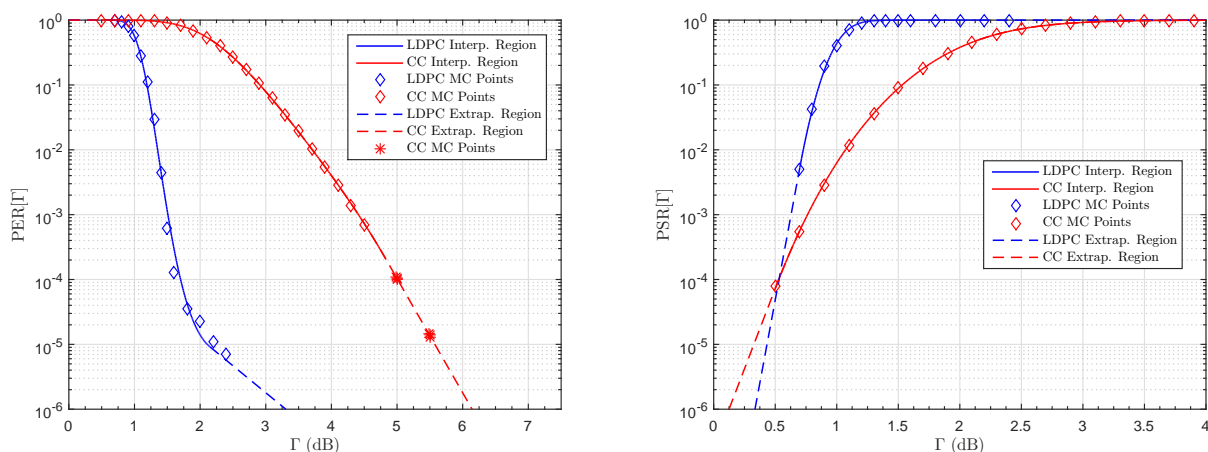 10^0
10^-1
10^-2
10^-3
10^-4
10^-5
10^-6
PER[Γ]
0 1 2 3 4 5 6 7
Γ (dB)
LDPC Interp. Region
CC Interp. Region
LDPC MC Points
CC MC Points
LDPC Extrap. Region
CC Extrap. Region
CC MC Points
10^0
10^-1
10^-2
10^-3
10^-4
10^-5
10^-6
PSR[Γ]
0 0.5 1 1.5 2 2.5 3 3.5 4
Γ (dB)
LDPC Interp. Region
CC Interp. Region
LDPC MC Points
CC MC Points
LDPC Extrap. Region
CC Extrap. Region